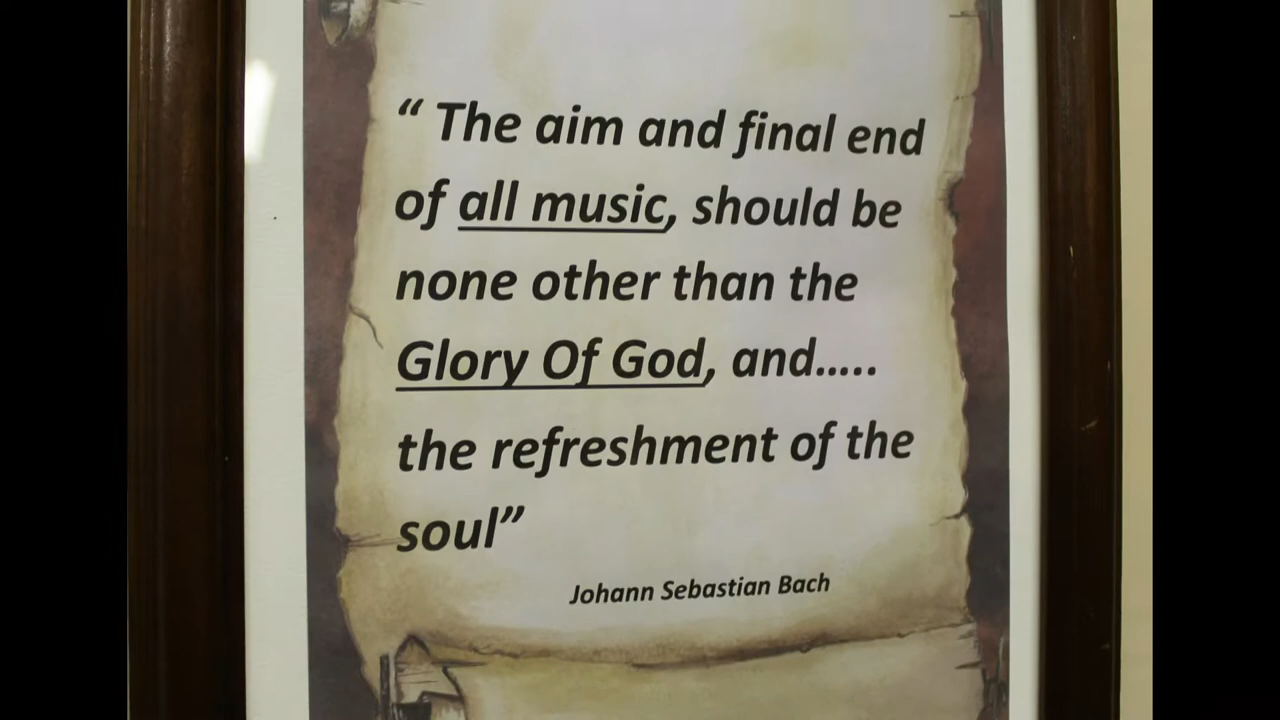 “ The aim and final end
of all music, should be
none other than the
Glory Of God, and.....
the refreshment of the
soul”
Johann Sebastian Bach